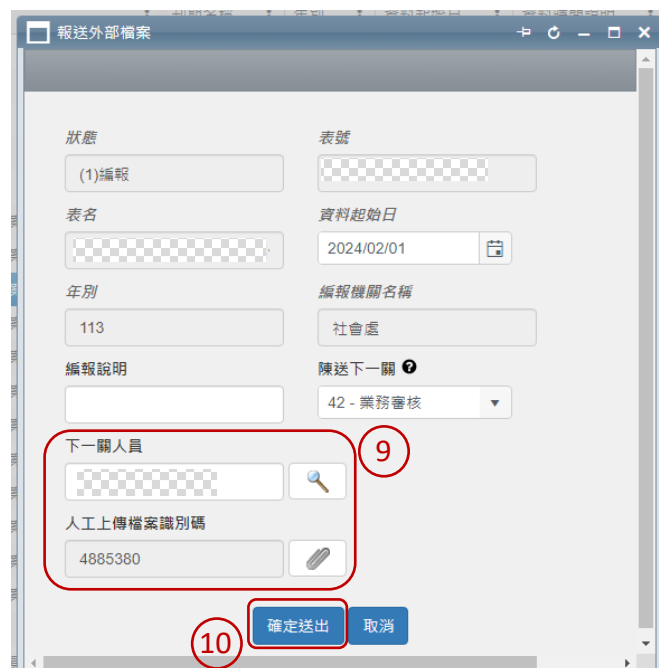 報送外部檔案
狀態
表號
(1)編報
表名
資料起始日
2024/02/01
年別
編報機關名稱
113
社會處
編報說明
陳送下一關 ?
42 - 業務審核
下一關人員
⑨
人工上傳檔案識別碼
4885380
⑩
確定送出
取消